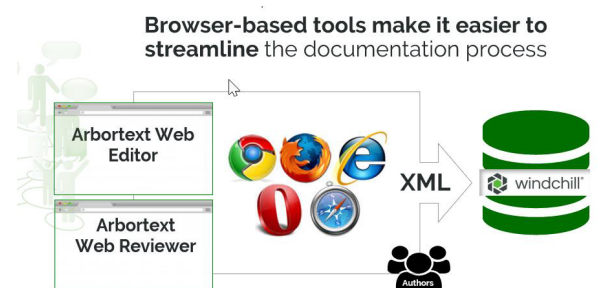 Browser-based tools make it easier to
streamline the documentation process
Arbortext Web
Editor
Arbortext
Web Reviewer
XML
windchill®
Authors